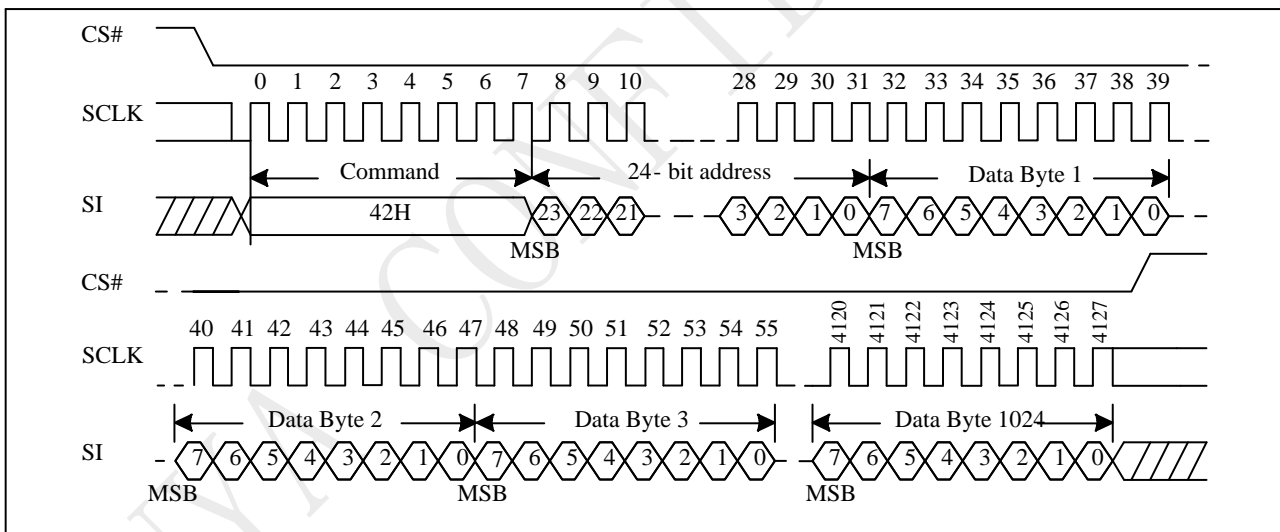 CS#
0 1 2 3 4 5 6 7 8 9 10 28 29 30 31 32 33 34 35 36 37 38 39
SCLK
Command 24- bit address Data Byte 1
SI 42H 23 22 21 3 2 1 0 7 6 5 4 3 2 1 0
MSB MSB
CS#
40 41 42 43 44 45 46 47 48 49 50 51 52 53 54 55 4120 4121 4122 4123 4124 4125 4126 4127
SCLK
Data Byte 2 Data Byte 3 Data Byte 1024
SI 7 6 5 4 3 2 1 0 7 6 5 4 3 2 1 0 7 6 5 4 3 2 1 0
MSB MSB MSB